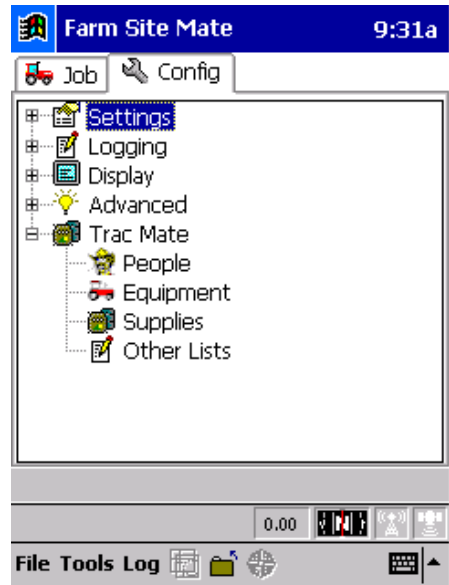 Farm Site Mate 9:31a
Job Config
Settings
Logging
Display
Advanced
Trac Mate
People
Equipment
Supplies
Other Lists
0.00 N
File Tools Log